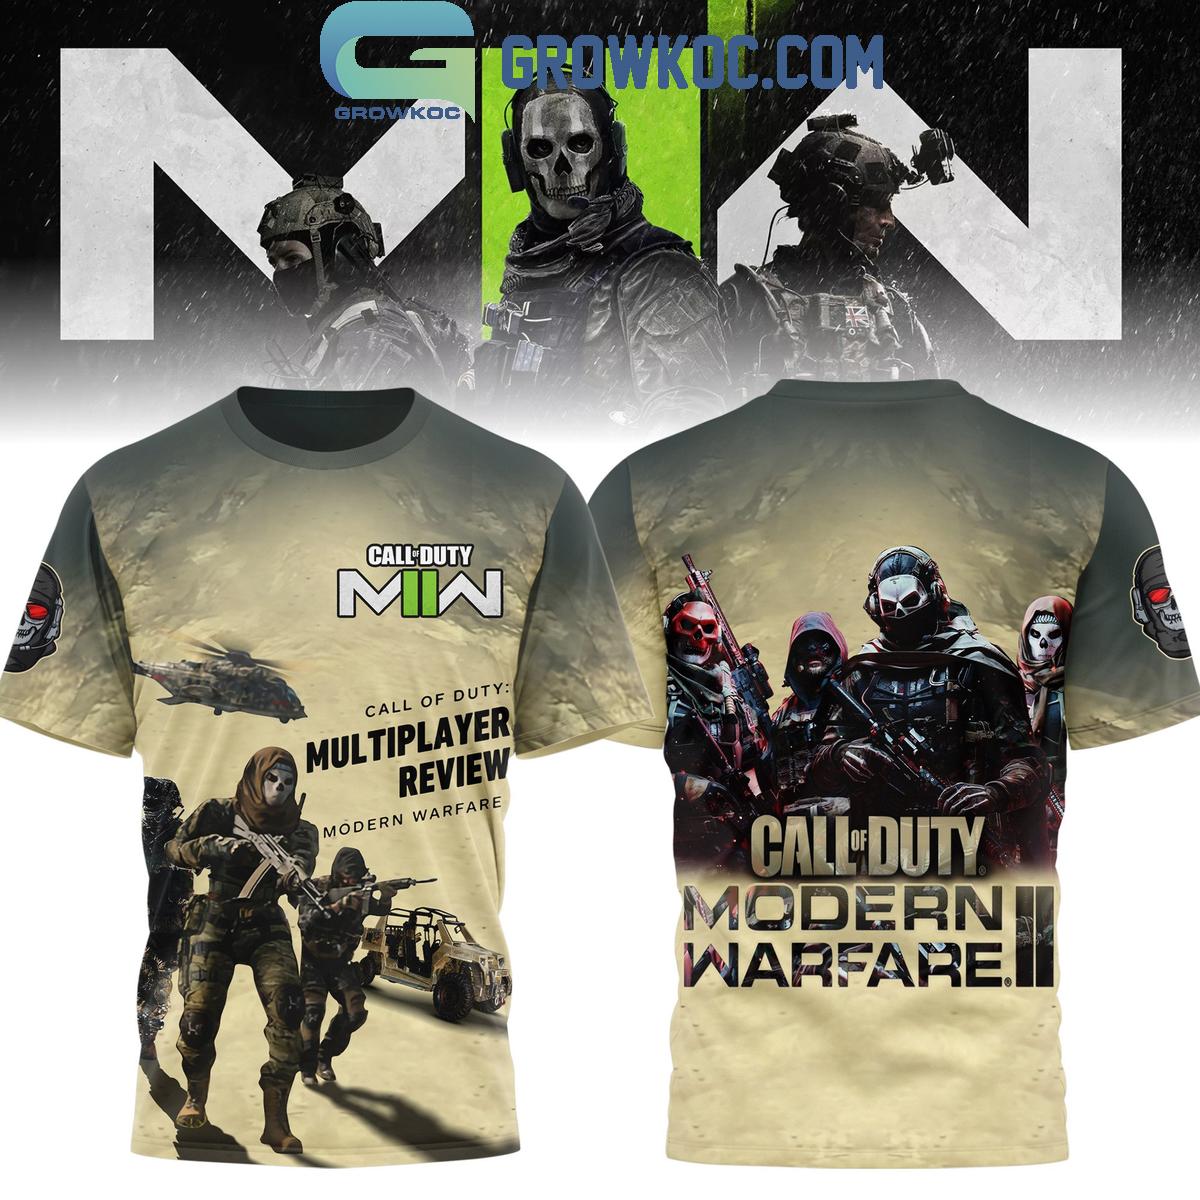 GROWKOC
GROWKOC.COM
MIIW
CALL OF DUTY
MIIW
CALL OF DUTY:
MULTIPLAYER
REVIEW
MODERN WARFARE
CALL OF DUTY®
MODERN
WARFARE® II